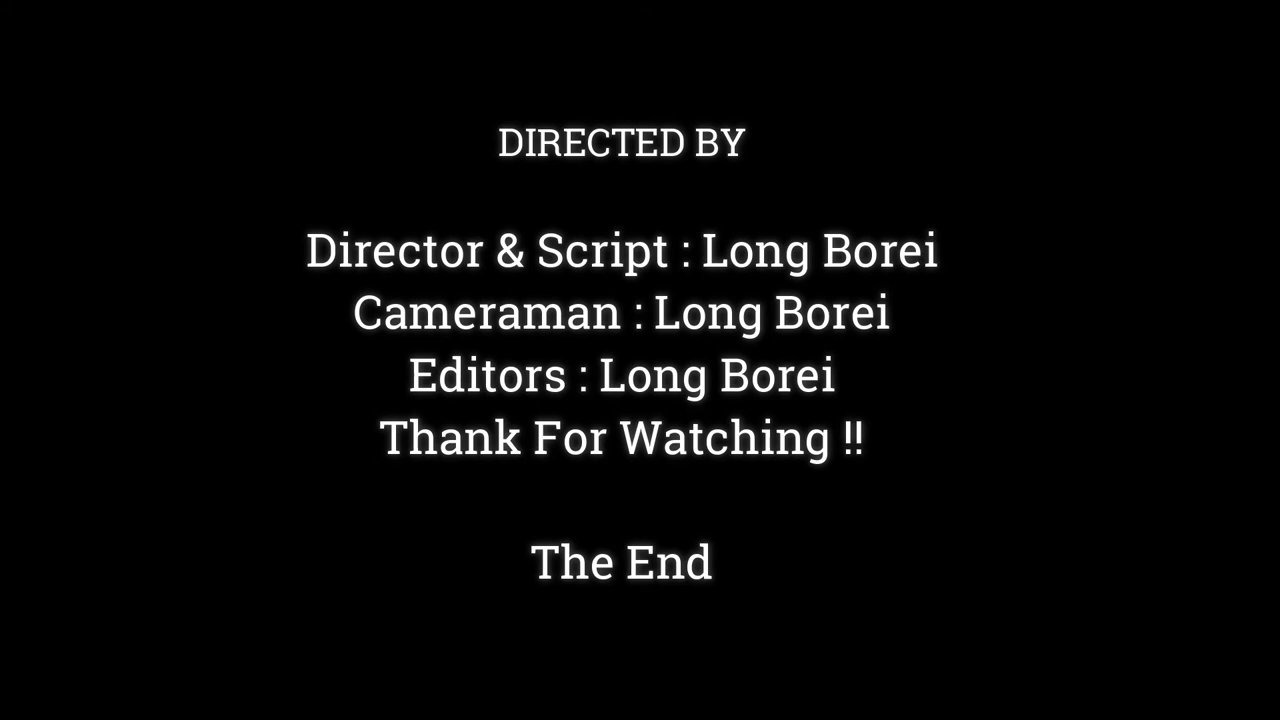 DIRECTED BY
Director & Script : Long Borei
Cameraman : Long Borei
Editors : Long Borei
Thank For Watching !!
The End